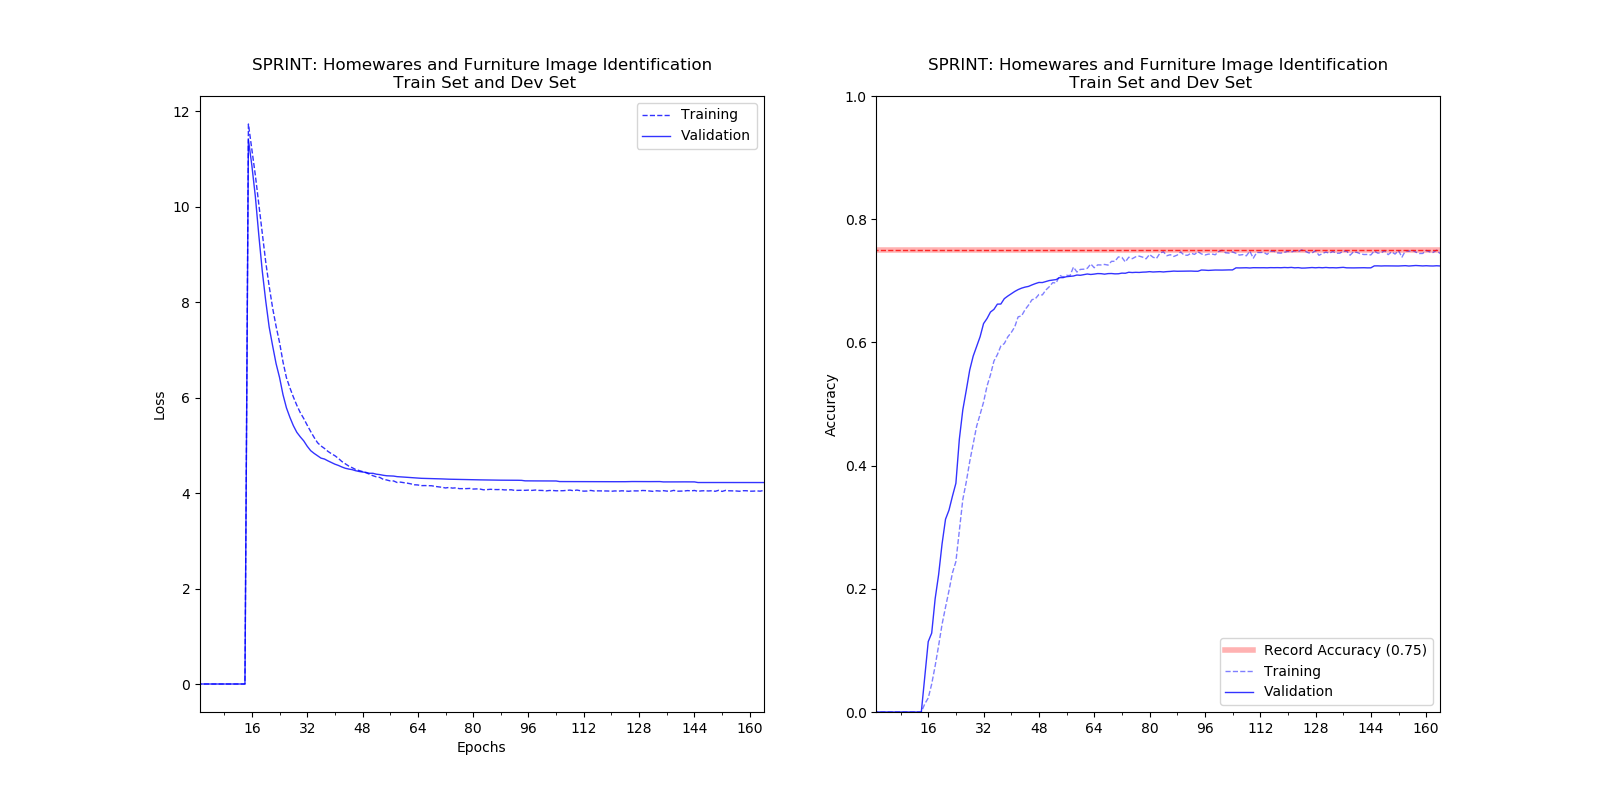 SPRINT: Homewares and Furniture Image Identification
Train Set and Dev Set
12
10
8
6
4
2
0
Loss
Training
Validation
16 32 48 64 80 96 112 128 144 160
Epochs
SPRINT: Homewares and Furniture Image Identification
Train Set and Dev Set
1.0
0.8
0.6
0.4
0.2
0.0
Accuracy
Record Accuracy (0.75)
Training
Validation
16 32 48 64 80 96 112 128 144 160